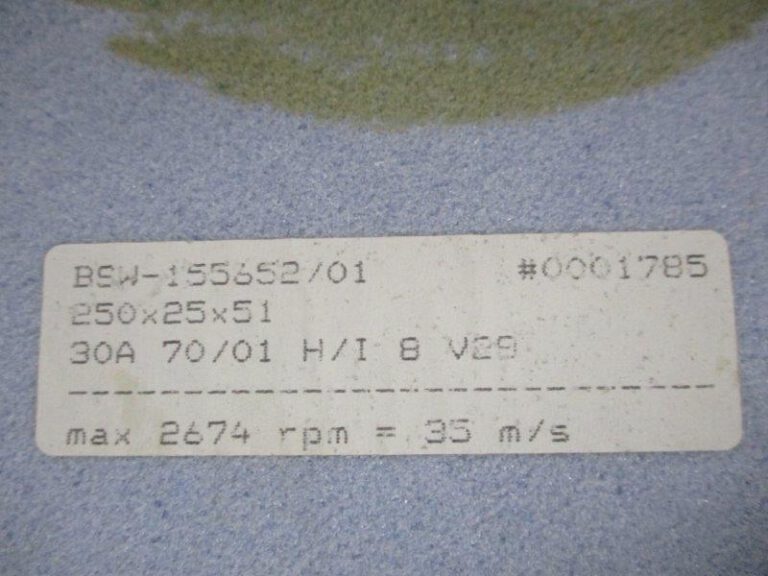 BSW-155652/01 #0001785
250x25x51
30A 70/01 H/I 8 V29
------------------------------
max 2674 rpm = 35 m/s